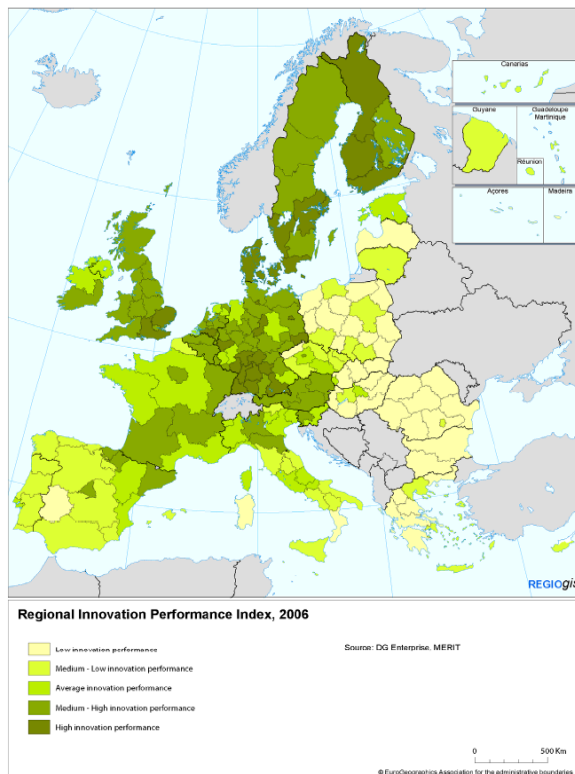 Canarias
Guyane
Guadeloupe
Martinique
Réunion
Açores
Madeira
REGIOgis
Regional Innovation Performance Index, 2006
Low innovation performance
Source: DG Enterprise, MERIT
Medium - Low innovation performance
Average innovation performance
Medium - High innovation performance
High innovation performance
0 500 Km
© EuroGeographics Association for the administrative boundaries